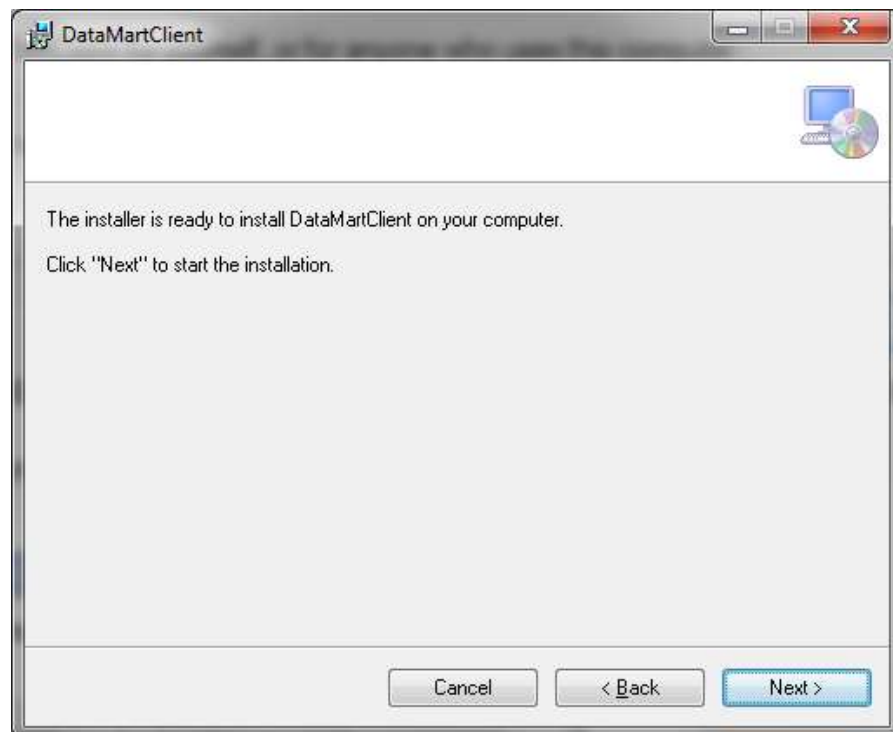 DataMartClient
The installer is ready to install DataMartClient on your computer.
Click "Next" to start the installation.
Cancel
< Back
Next >